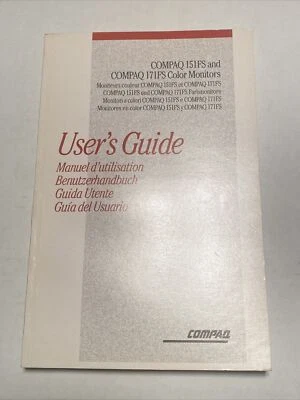 COMPAQ 151FS and
COMPAQ 171FS Color Monitors
Moniteurs couleur COMPAQ 151FS et COMPAQ 171FS
COMPAQ 151FS und COMPAQ 171FS Farbmonitore
Monitori a colori COMPAQ 151FS e COMPAQ 171FS
Monitores en color COMPAQ 151FS y COMPAQ 171FS
User's Guide
Manuel d'utilisation
Benutzerhandbuch
Guida Utente
Guía del Usuario
COMPAQ